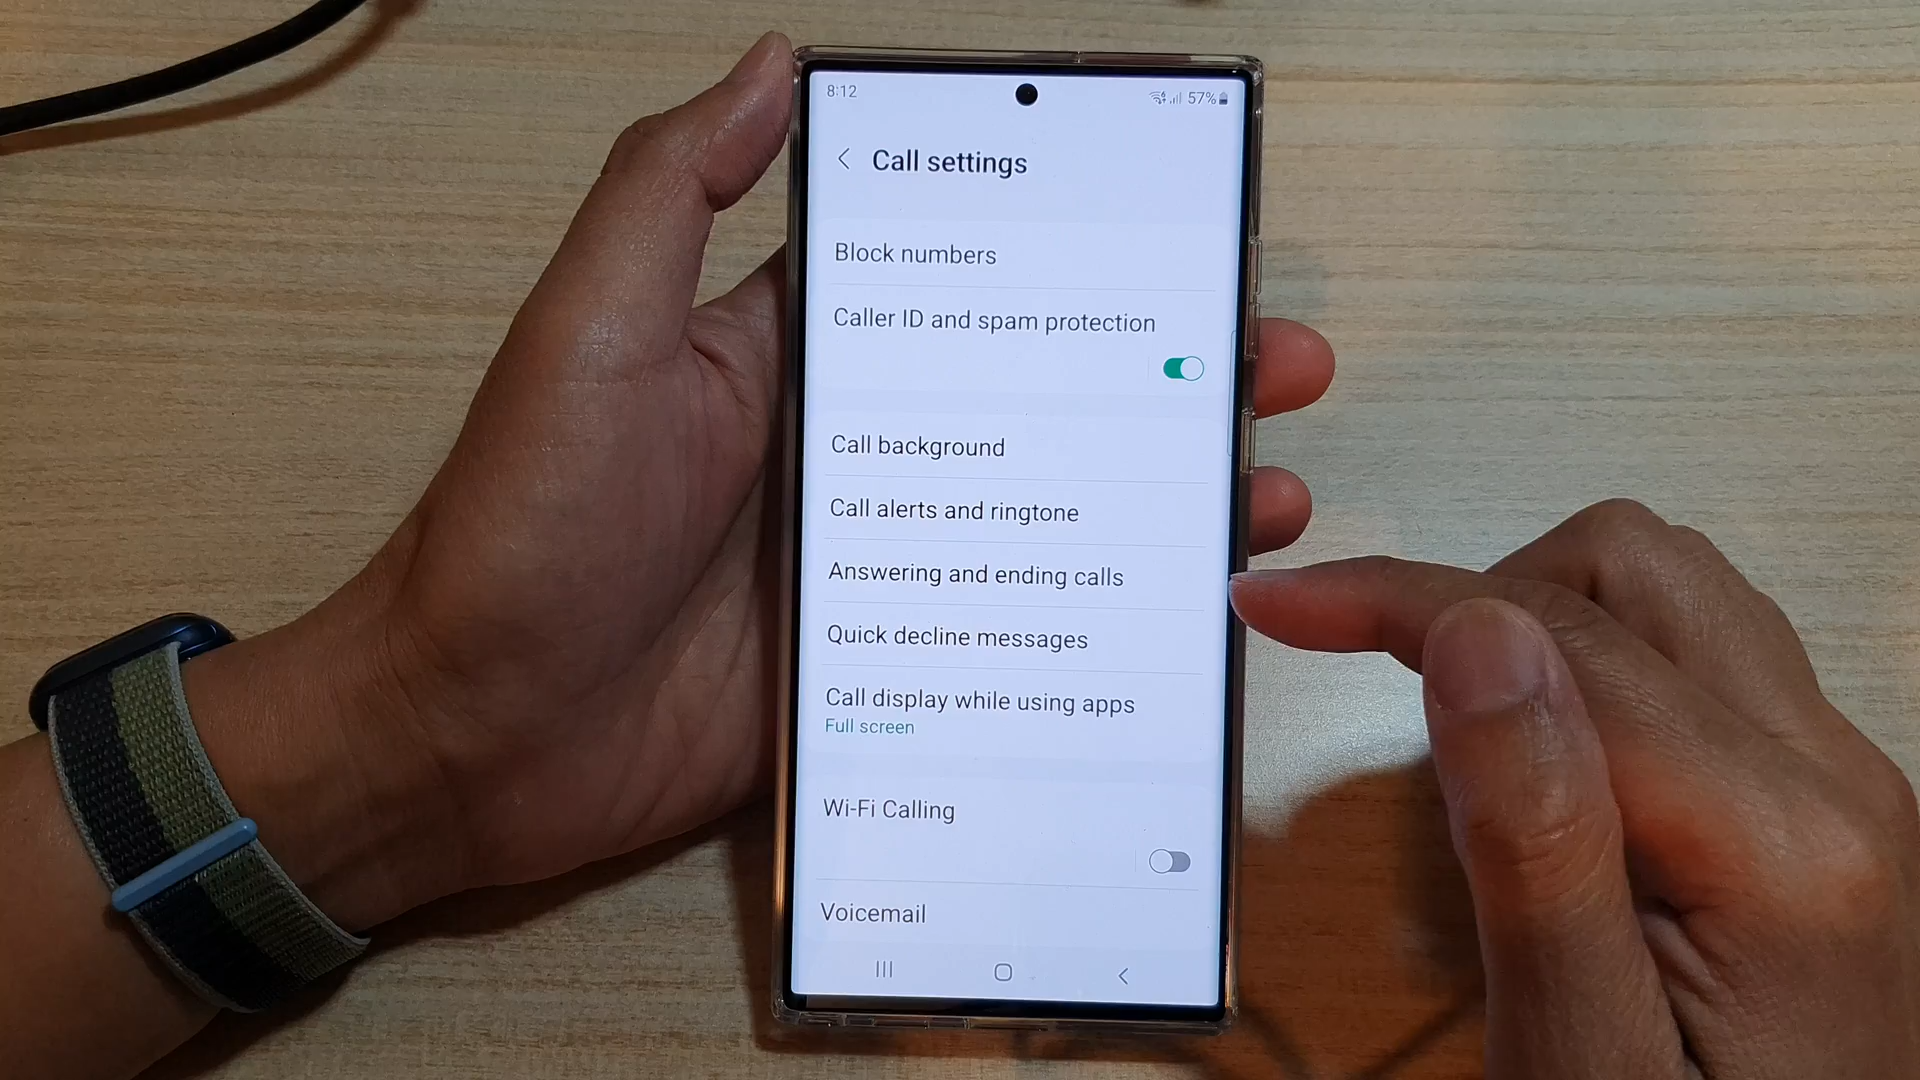 8:12
57%
Call settings
Block numbers
Caller ID and spam protection
Call background
Call alerts and ringtone
Answering and ending calls
Quick decline messages
Call display while using apps
Full screen
Wi-Fi Calling
Voicemail